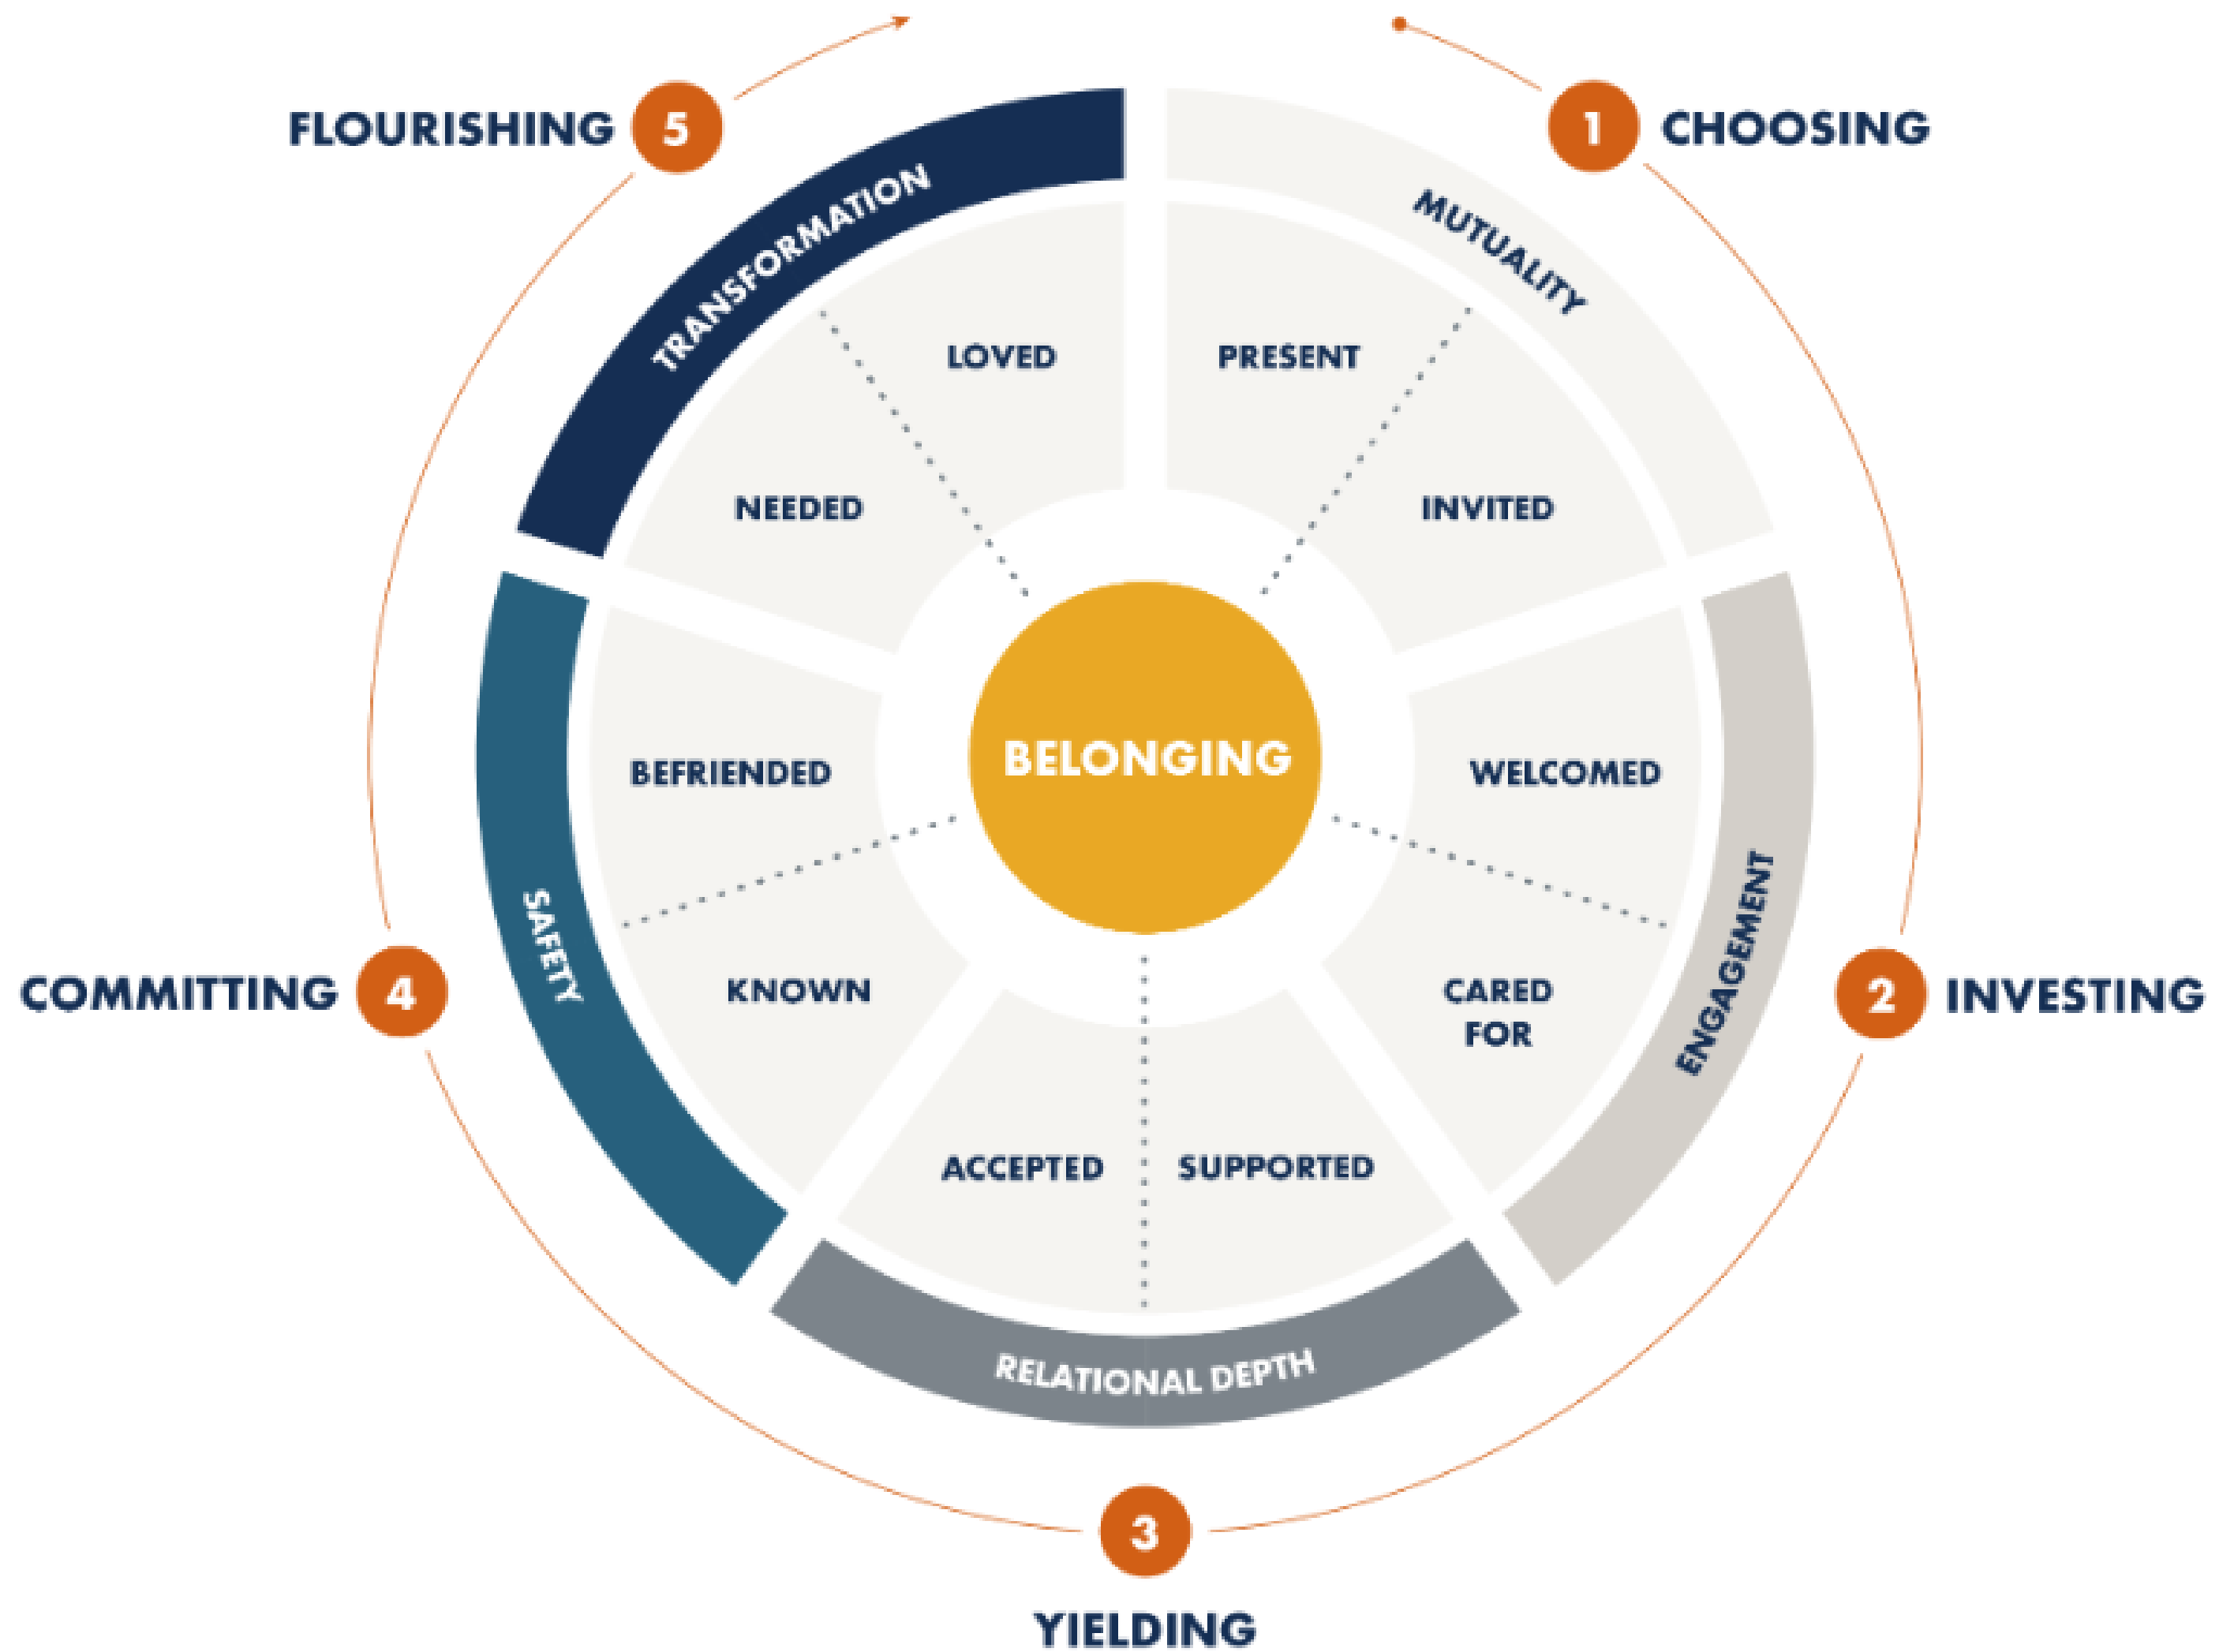 FLOURISHING
5
1
CHOOSING
TRANSFORMATION
MUTUALITY
LOVED
PRESENT
NEEDED
INVITED
BELONGING
BEFRIENDED
WELCOMED
SAFETY
ENGAGEMENT
KNOWN
CARED
FOR
COMMITTING
4
2
INVESTING
ACCEPTED
SUPPORTED
RELATIONAL DEPTH
3
YIELDING